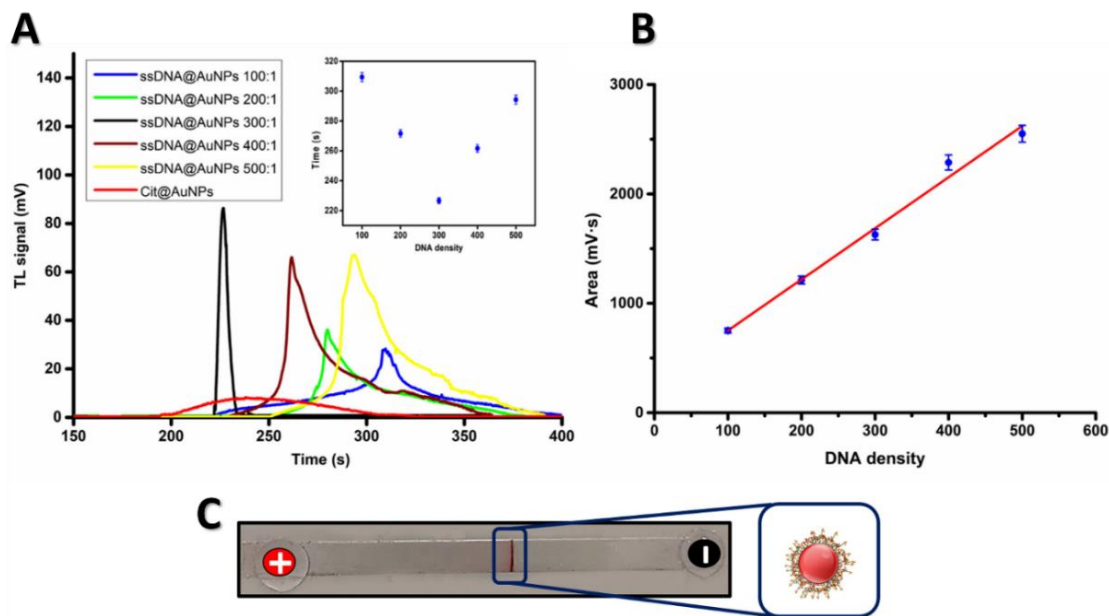 A
140
120
100
80
60
40
20
0
TL signal (mV)
ssDNA@AuNPs 100:1
ssDNA@AuNPs 200:1
ssDNA@AuNPs 300:1
ssDNA@AuNPs 400:1
ssDNA@AuNPs 500:1
Cit@AuNPs
320
300
280
260
240
220
Time (s)
100 200 300 400 500
DNA density
150 200 250 300 350 400
Time (s)
B
3000
2000
1000
0
Area (mV·s)
0 100 200 300 400 500 600
DNA density
C
+
−